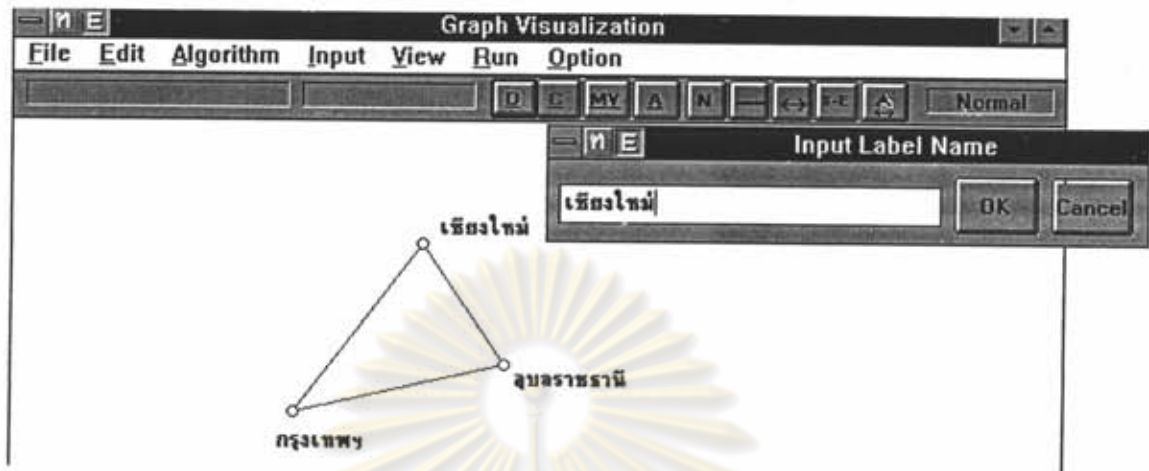 ก E Graph Visualization
File Edit Algorithm Input View Run Option
D C MY A N ↔ S-E A Normal
ก E Input Label Name
เชียงใหม่ OK Cancel
เชียงใหม่
อุบลราชธานี
กรุงเทพฯ